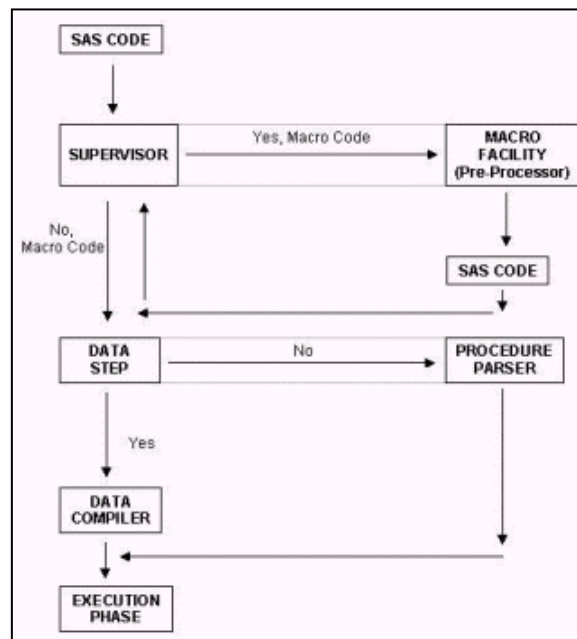 SAS CODE
Yes, Macro Code
SUPERVISOR
MACRO
FACILITY
(Pre-Processor)
No,
Macro Code
SAS CODE
DATA
STEP
No
PROCEDURE
PARSER
Yes
DATA
COMPILER
EXECUTION
PHASE